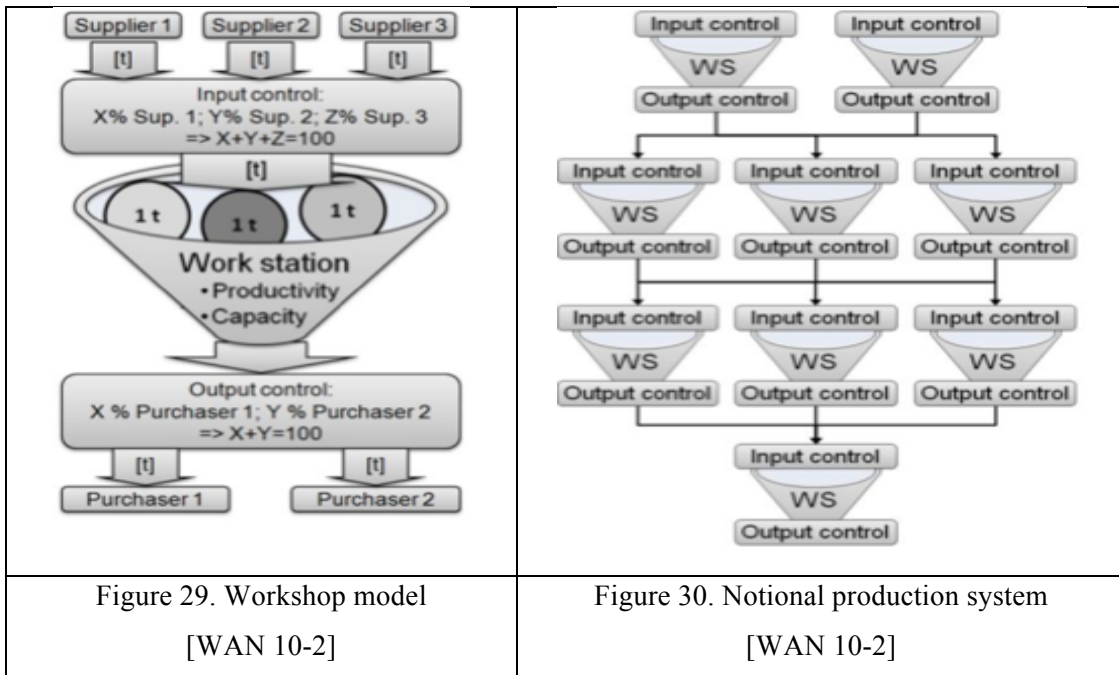 Supplier 1 Supplier 2 Supplier 3
[t] [t] [t]
Input control:
X% Sup. 1; Y% Sup. 2; Z% Sup. 3
=> X+Y+Z=100
[t]
1 t 1 t 1 t
Work station
•Productivity
•Capacity
Output control:
X % Purchaser 1; Y % Purchaser 2
=> X+Y=100
[t] [t]
Purchaser 1 Purchaser 2
Figure 29. Workshop model
[WAN 10-2]
Input control Input control
WS WS
Output control Output control
Input control Input control Input control
WS WS WS
Output control Output control Output control
Input control Input control Input control
WS WS WS
Output control Output control Output control
Input control
WS
Output control
Figure 30. Notional production system
[WAN 10-2]